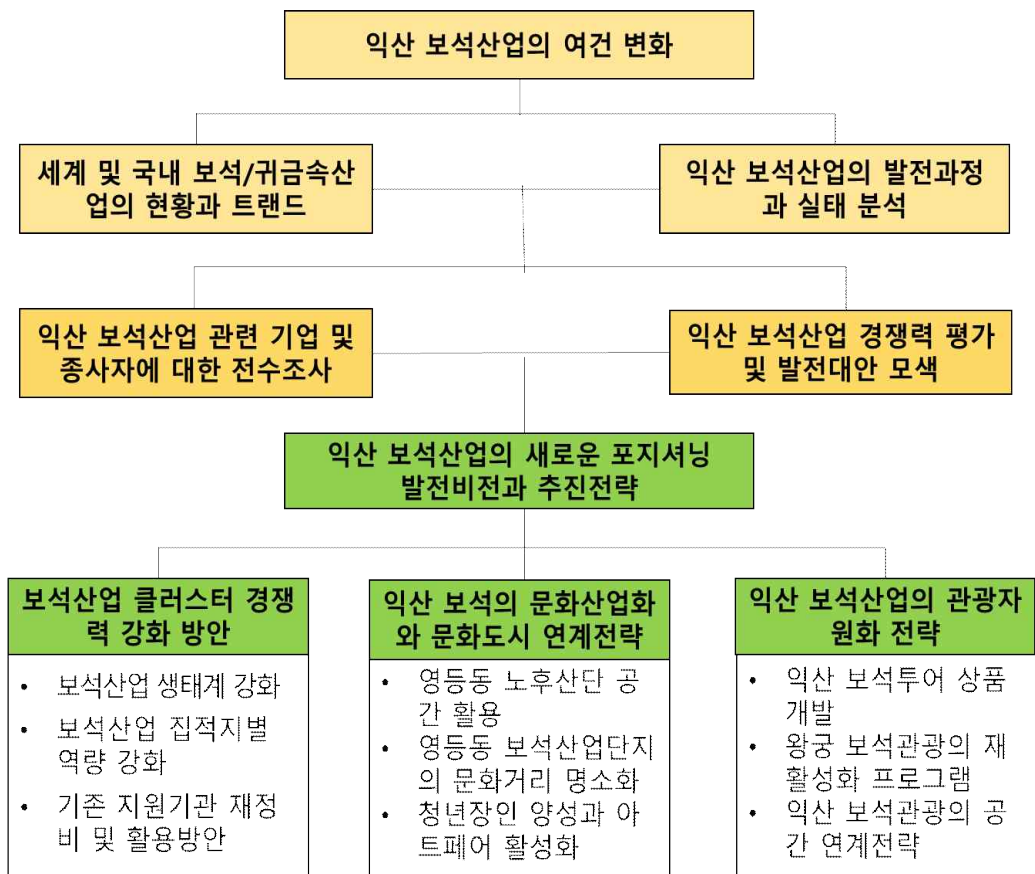 익산 보석산업의 여건 변화
세계 및 국내 보석/귀금속산
업의 현황과 트랜드
익산 보석산업의 발전과정
과 실태 분석
익산 보석산업 관련 기업 및
종사자에 대한 전수조사
익산 보석산업 경쟁력 평가
및 발전대안 모색
익산 보석산업의 새로운 포지셔닝
발전비전과 추진전략
보석산업 클러스터 경쟁
력 강화 방안
• 보석산업 생태계 강화
• 보석산업 집적지별
역량 강화
• 기존 지원기관 재정
비 및 활용방안
익산 보석의 문화산업화
와 문화도시 연계전략
• 영등동 노후산단 공
간 활용
• 영등동 보석산업단지
의 문화거리 명소화
• 청년장인 양성과 아
트페어 활성화
익산 보석산업의 관광자
원화 전략
• 익산 보석투어 상품
개발
• 왕궁 보석관광의 재
활성화 프로그램
• 익산 보석관광의 공
간 연계전략